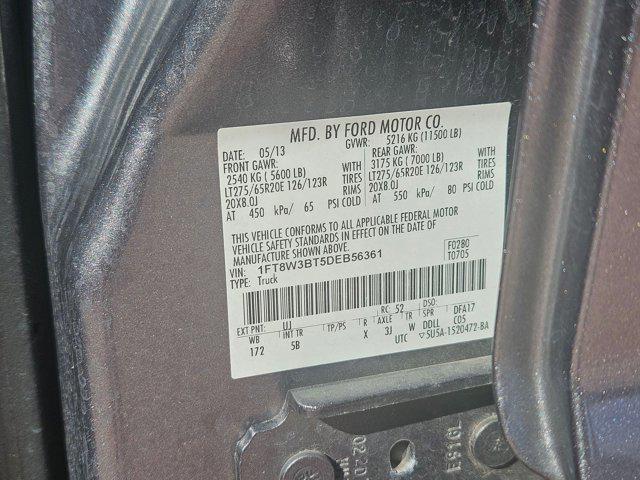 MFD. BY FORD MOTOR CO.
DATE: 05/13 GVWR: 5216 KG (11500 LB)
FRONT GAWR: REAR GAWR:
2540 KG ( 5600 LB) WITH 3175 KG ( 7000 LB) WITH
LT275/65R20E 126/123R TIRES LT275/65R20E 126/123R TIRES
20X8.0J RIMS 20X8.0J RIMS
AT 450 kPa/ 65 PSI COLD AT 550 kPa/ 80 PSI COLD
THIS VEHICLE CONFORMS TO ALL APPLICABLE FEDERAL MOTOR
VEHICLE SAFETY STANDARDS IN EFFECT ON THE DATE OF
MANUFACTURE SHOWN ABOVE. F0280
VIN: 1FT8W3BT5DEB56361 T0705
TYPE: Truck
RC: 52 DSO:
EXT PNT: UJ DFA17
WB INT TR TP/PS R AXLE TR SPR C05
172 5B X 3J W DDLL
UTC ▽5U5A-1520472-BA
022D
ES1GL